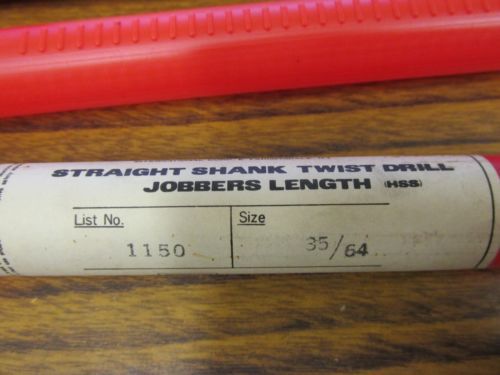 STRAIGHT SHANK TWIST DRILL
JOBBERS LENGTH (HSS)
List No. Size
1150 35/64